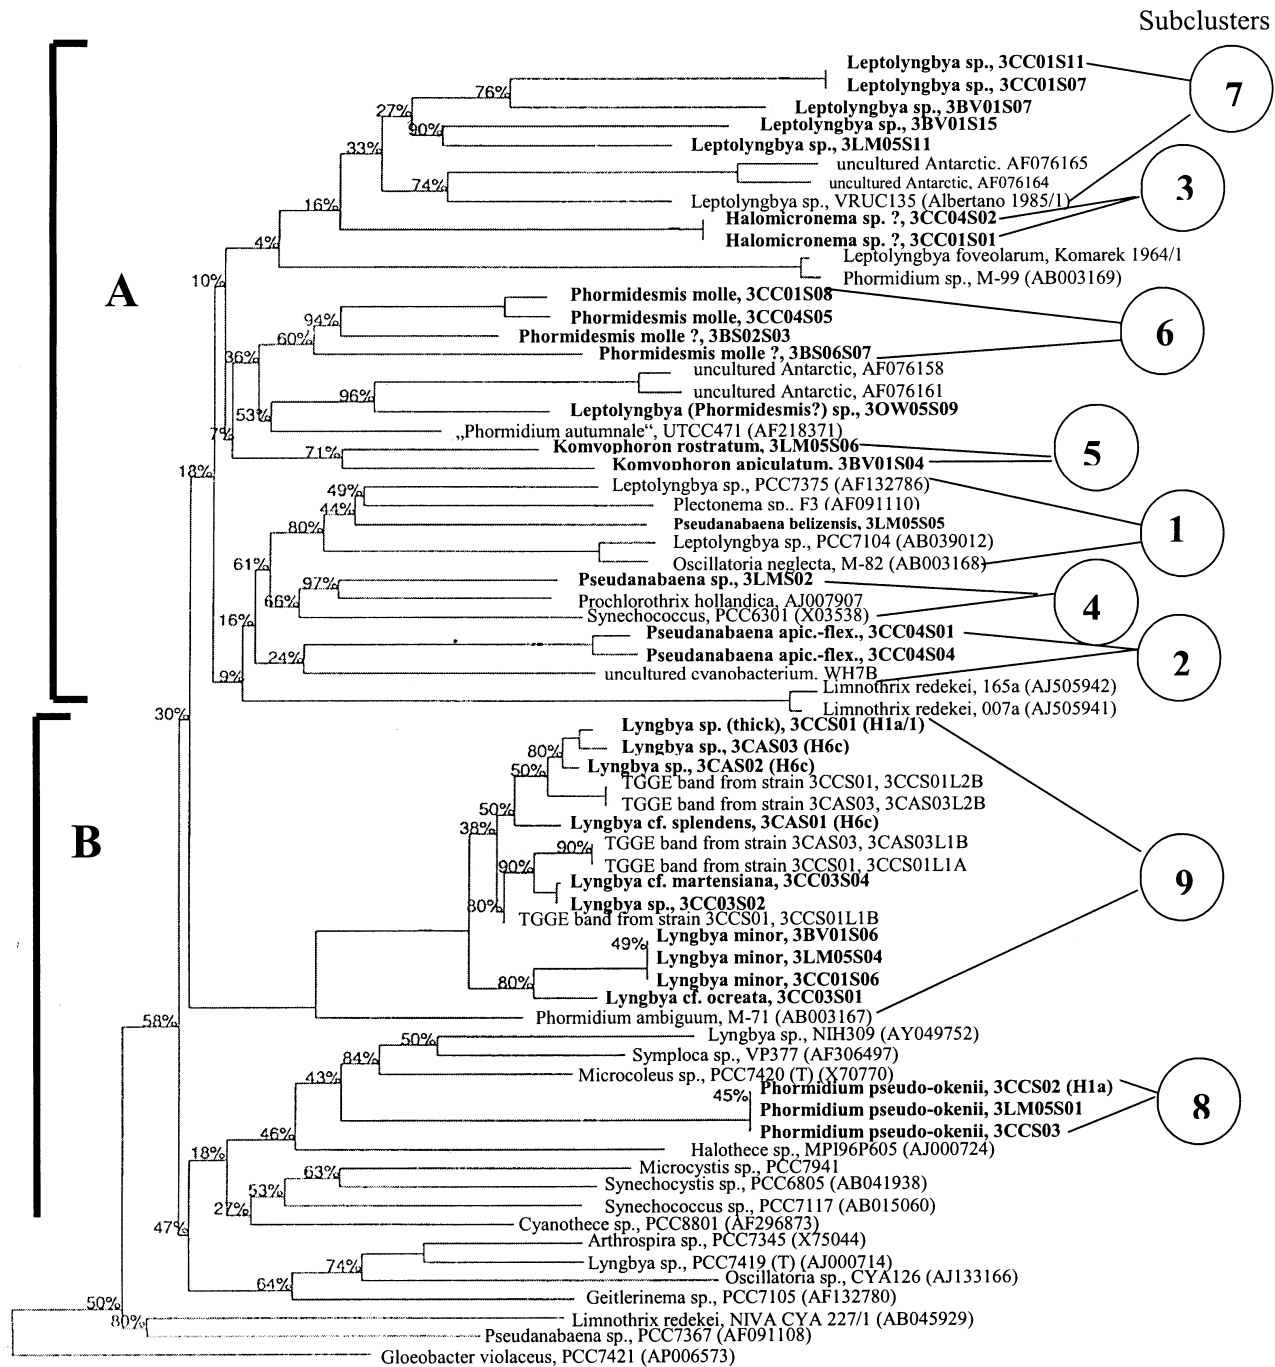 Subclusters
Leptolyngbya sp., 3CC01S11
7
Leptolyngbya sp., 3CC01S07
76%
Leptolyngbya sp., 3BV01S07
27%
Leptolyngbya sp., 3BV01S15
90%
Leptolyngbya sp., 3LM05S11
33%
uncultured Antarctic. AF076165
3
74%
uncultured Antarctic, AF076164
Leptolyngbya sp., VRUC135 (Albertano 1985/1)
16%
Halomicronema sp. ?, 3CC04S02
Halomicronema sp. ?, 3CC01S01
4%
Leptolyngbya foveolarum, Komarek 1964/1
10%
Phormidium sp., M-99 (AB003169)
A
Phormidesmis molle, 3CC01S08
94%
Phormidesmis molle, 3CC04S05
6
60%
Phormidesmis molle ?, 3BS02S03
36%
Phormidesmis molle ?, 3BS06S07
uncultured Antarctic, AF076158
96%
uncultured Antarctic, AF076161
53%
Leptolyngbya (Phormidesmis?) sp., 3OW05S09
7%
„Phormidium autumnale“, UTCC471 (AF218371)
71%
Komvophoron rostratum, 3LM05S06
5
Komvophoron apiculatum. 3BV01S04
18%
Leptolyngbya sp., PCC7375 (AF132786)
49%
Plectonema sp.. F3 (AF091110)
44%
Pseudanabaena belizensis, 3LM05S05
1
80%
Leptolyngbya sp., PCC7104 (AB039012)
61%
Oscillatoria neglecta, M-82 (AB003168)
97%
Pseudanabaena sp., 3LMS02
66%
Prochlorothrix hollandica, AJ007907
4
Synechococcus, PCC6301 (X03538)
16%
Pseudanabaena apic.-flex., 3CC04S01
24%
Pseudanabaena apic.-flex., 3CC04S04
2
uncultured cyanobacterium. WH7B
9%
Limnothrix redekei, 165a (AJ505942)
Limnothrix redekei, 007a (AJ505941)
30%
Lyngbya sp. (thick), 3CCS01 (H1a/1)
80%
Lyngbya sp., 3CAS03 (H6c)
50%
Lyngbya sp., 3CAS02 (H6c)
TGGE band from strain 3CCS01, 3CCS01L2B
50%
TGGE band from strain 3CAS03, 3CAS03L2B
38%
Lyngbya cf. splendens, 3CAS01 (H6c)
B
90%
TGGE band from strain 3CAS03, 3CAS03L1B
90%
TGGE band from strain 3CCS01, 3CCS01L1A
9
Lyngbya cf. martensiana, 3CC03S04
80%
Lyngbya sp., 3CC03S02
TGGE band from strain 3CCS01, 3CCS01L1B
49%
Lyngbya minor, 3BV01S06
Lyngbya minor, 3LM05S04
80%
Lyngbya minor, 3CC01S06
Lyngbya cf. ocreata, 3CC03S01
58%
Phormidium ambiguum, M-71 (AB003167)
50%
Lyngbya sp., NIH309 (AY049752)
84%
Symploca sp., VP377 (AF306497)
43%
Microcoleus sp., PCC7420 (T) (X70770)
45%
Phormidium pseudo-okenii, 3CCS02 (H1a)
8
Phormidium pseudo-okenii, 3LM05S01
46%
Phormidium pseudo-okenii, 3CCS03
18%
Halothece sp., MPI96P605 (AJ000724)
63%
Microcystis sp., PCC7941
53%
Synechocystis sp., PCC6805 (AB041938)
27%
Synechococcus sp., PCC7117 (AB015060)
47%
Cyanothece sp., PCC8801 (AF296873)
Arthrospira sp., PCC7345 (X75044)
74%
Lyngbya sp., PCC7419 (T) (AJ000714)
64%
Oscillatoria sp., CYA126 (AJ133166)
Geitlerinema sp., PCC7105 (AF132780)
50%
80%
Limnothrix redekei, NIVA CYA 227/1 (AB045929)
Pseudanabaena sp., PCC7367 (AF091108)
Gloeobacter violaceus, PCC7421 (AP006573)